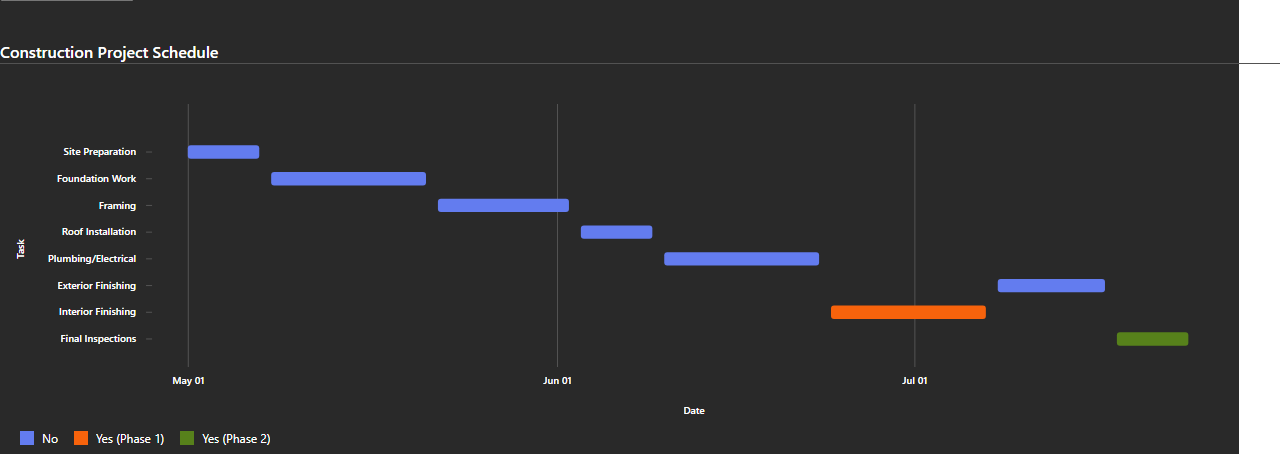 Construction Project Schedule
Task
Site Preparation
Foundation Work
Framing
Roof Installation
Plumbing/Electrical
Exterior Finishing
Interior Finishing
Final Inspections
May 01
Jun 01
Jul 01
Date
No
Yes (Phase 1)
Yes (Phase 2)